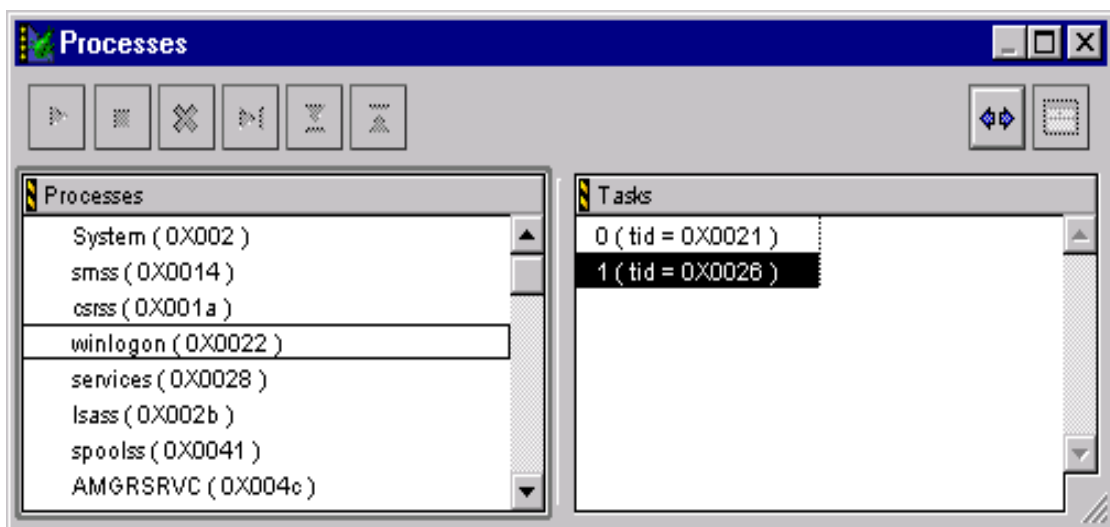 Processes
Processes
System ( 0X002 )
smss ( 0X0014 )
csrss ( 0X001a )
winlogon ( 0X0022 )
services ( 0X0028 )
lsass ( 0X002b )
spoolss ( 0X0041 )
AMGRSRVC ( 0X004c )
Tasks
0 ( tid = 0X0021 )
1 ( tid = 0X0026 )